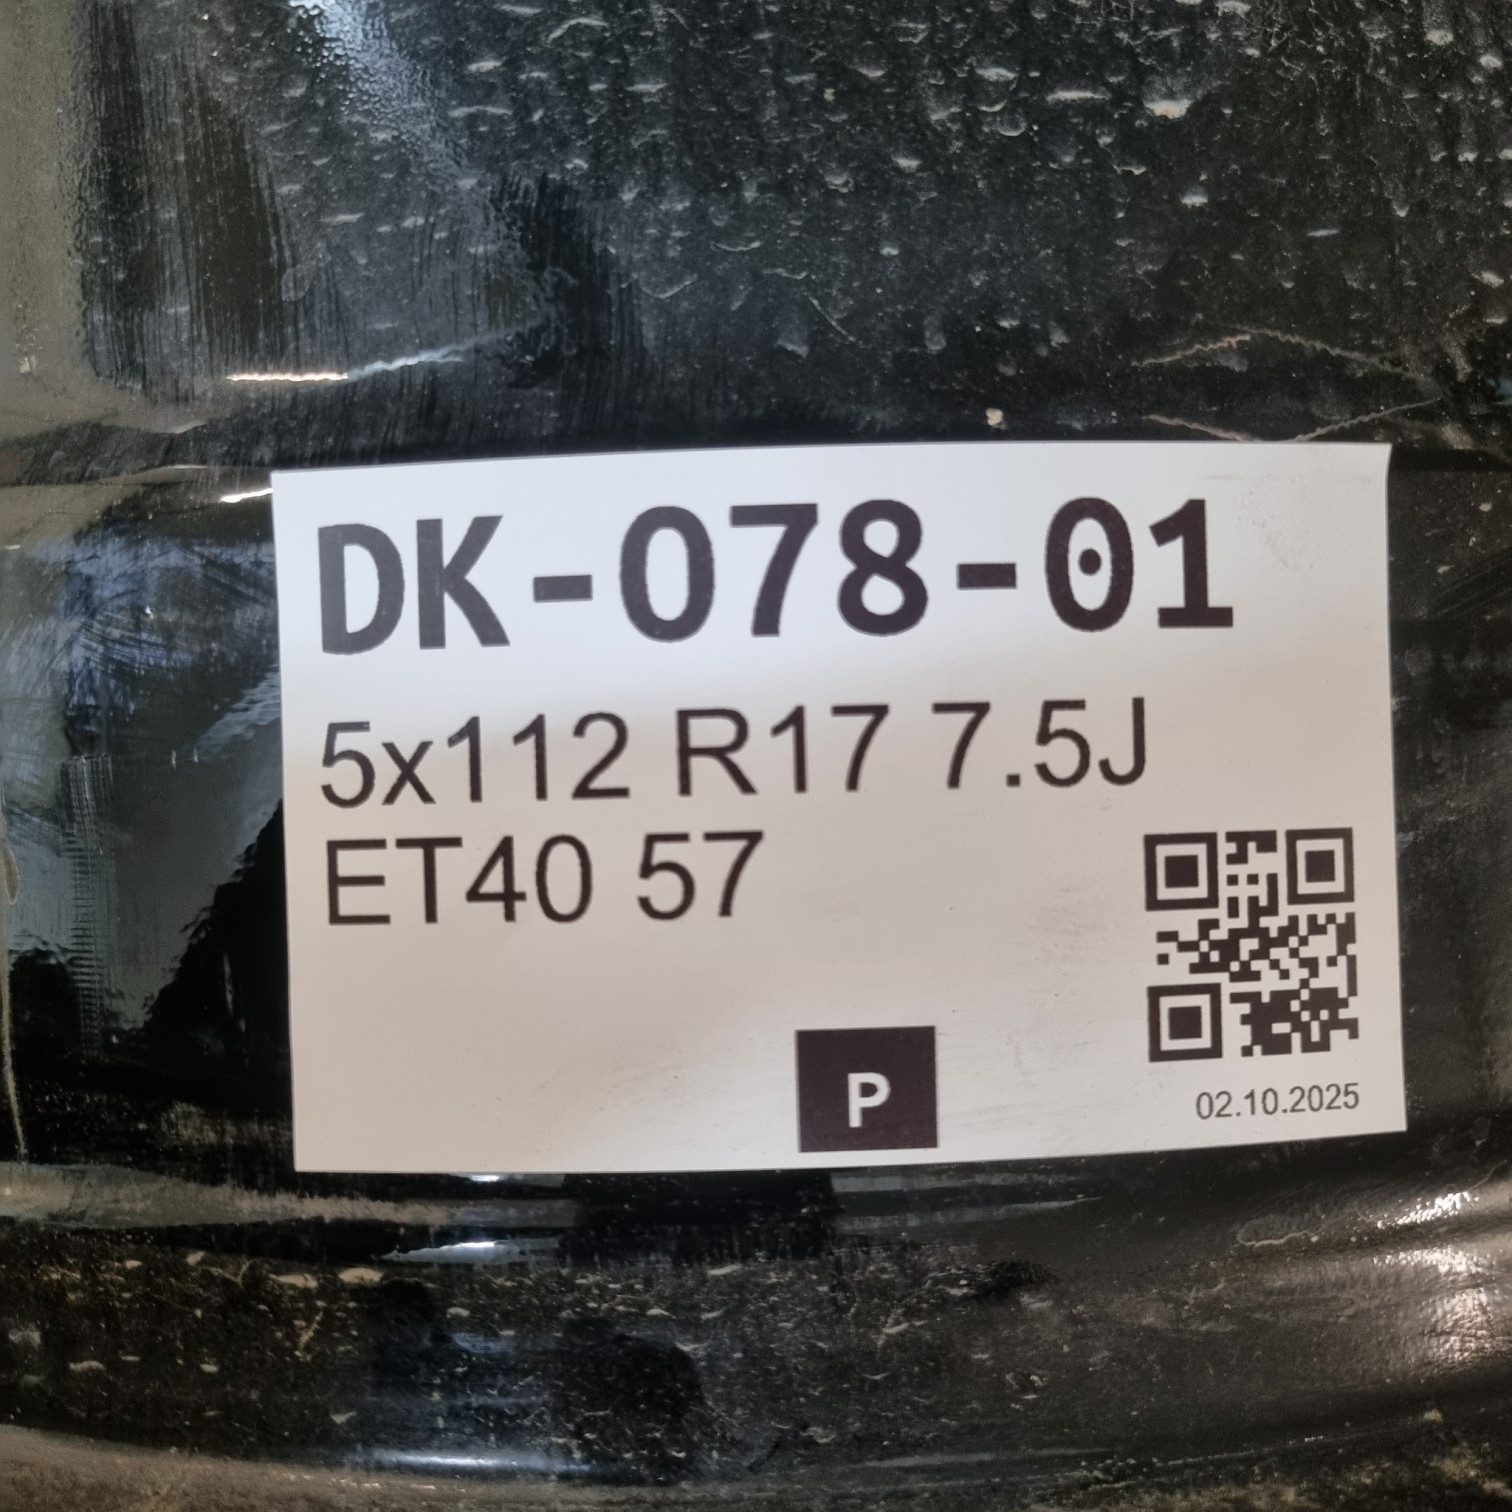 DK-078-01
5x112 R17 7.5J
ET40 57
P
02.10.2025